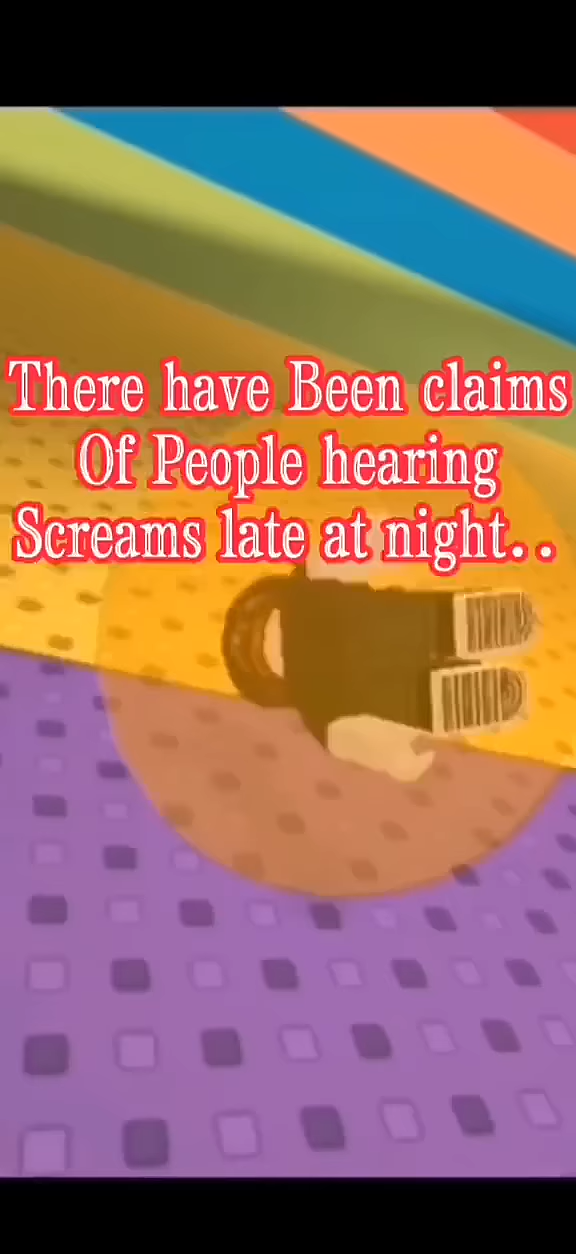 There have Been claims
Of People hearing
Screams late at night..